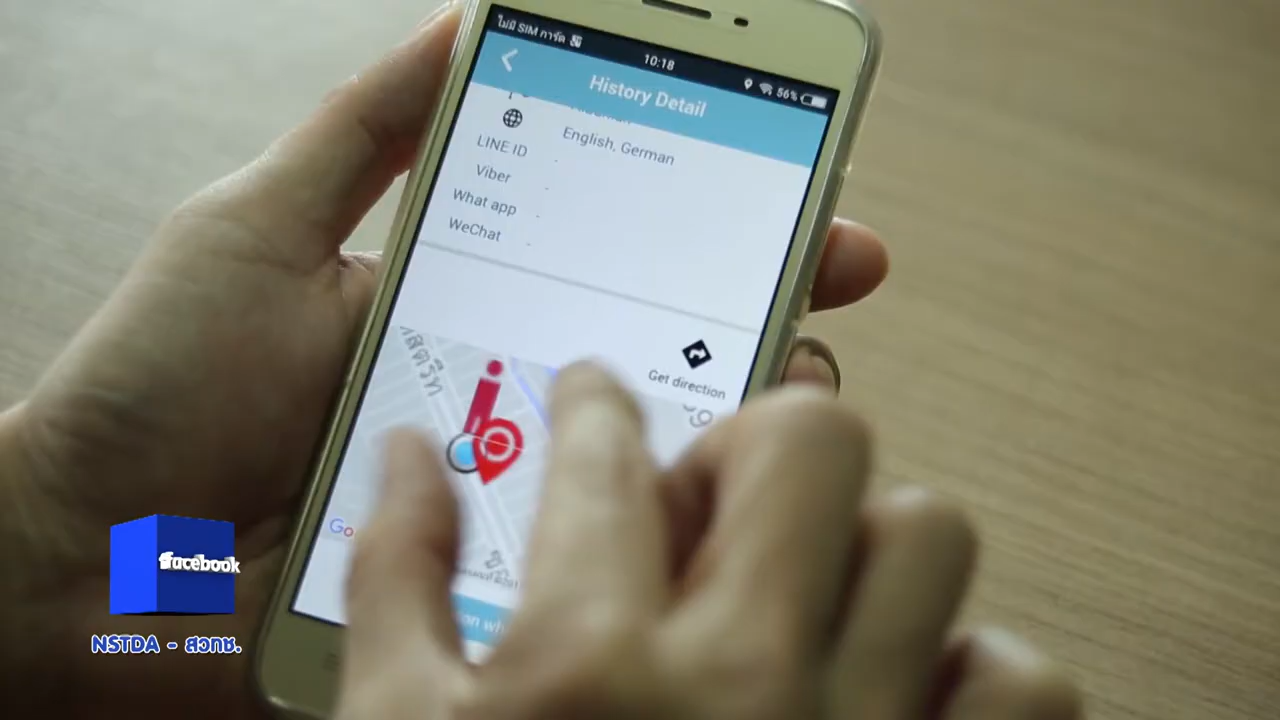 ไม่มี SIM การ์ด
10:18
56%
History Detail
English, German
LINE ID
Viber
What app
WeChat
Get direction
Go
facebook
NSTDA - สวทช.